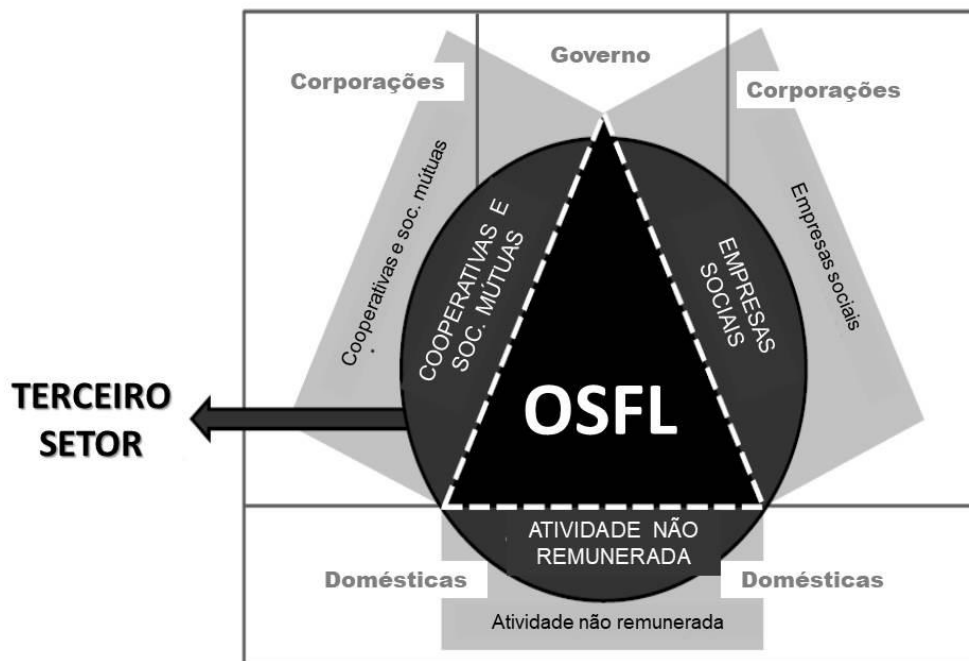 Governo
Corporações
Corporações
Cooperativas e soc. mútuas
COOPERATIVAS E
SOC. MÚTUAS
EMPRESAS
SOCIAIS
Empresas sociais
TERCEIRO
SETOR
OSFL
ATIVIDADE NÃO
REMUNERADA
Domésticas
Domésticas
Atividade não remunerada